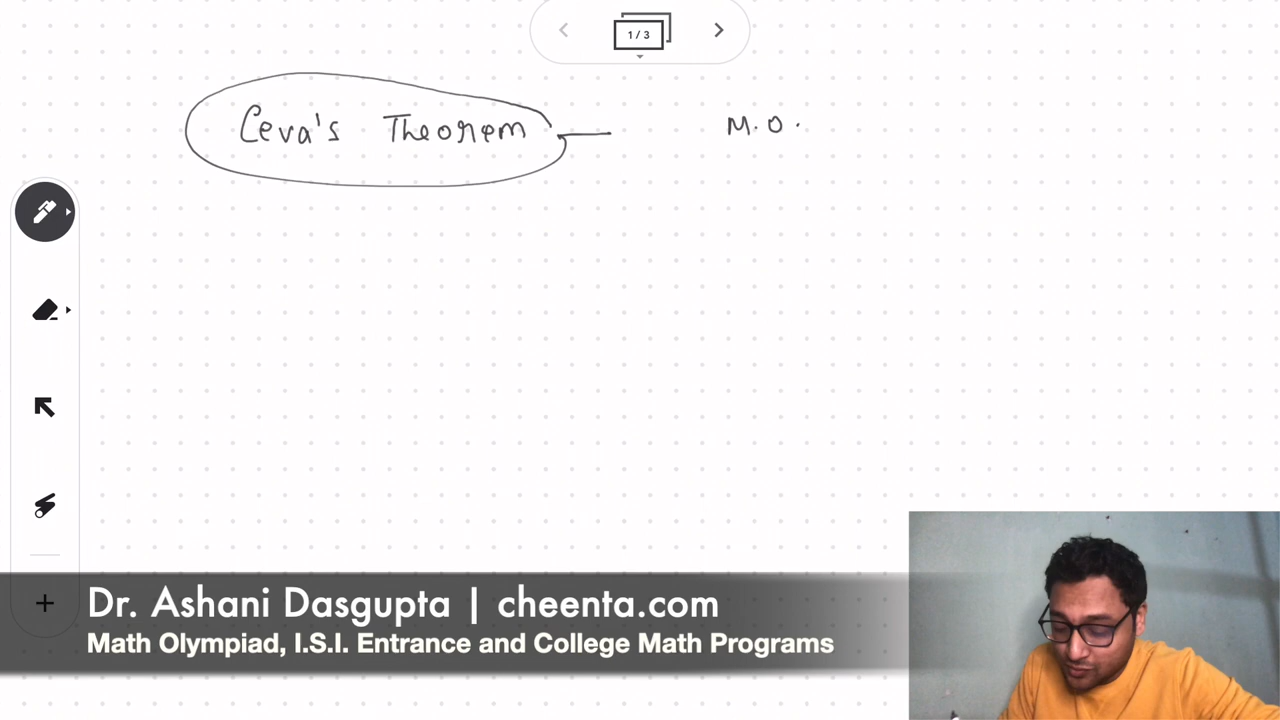 1 / 3
Ceva's Theorem — M.O.
Dr. Ashani Dasgupta | cheenta.com
Math Olympiad, I.S.I. Entrance and College Math Programs